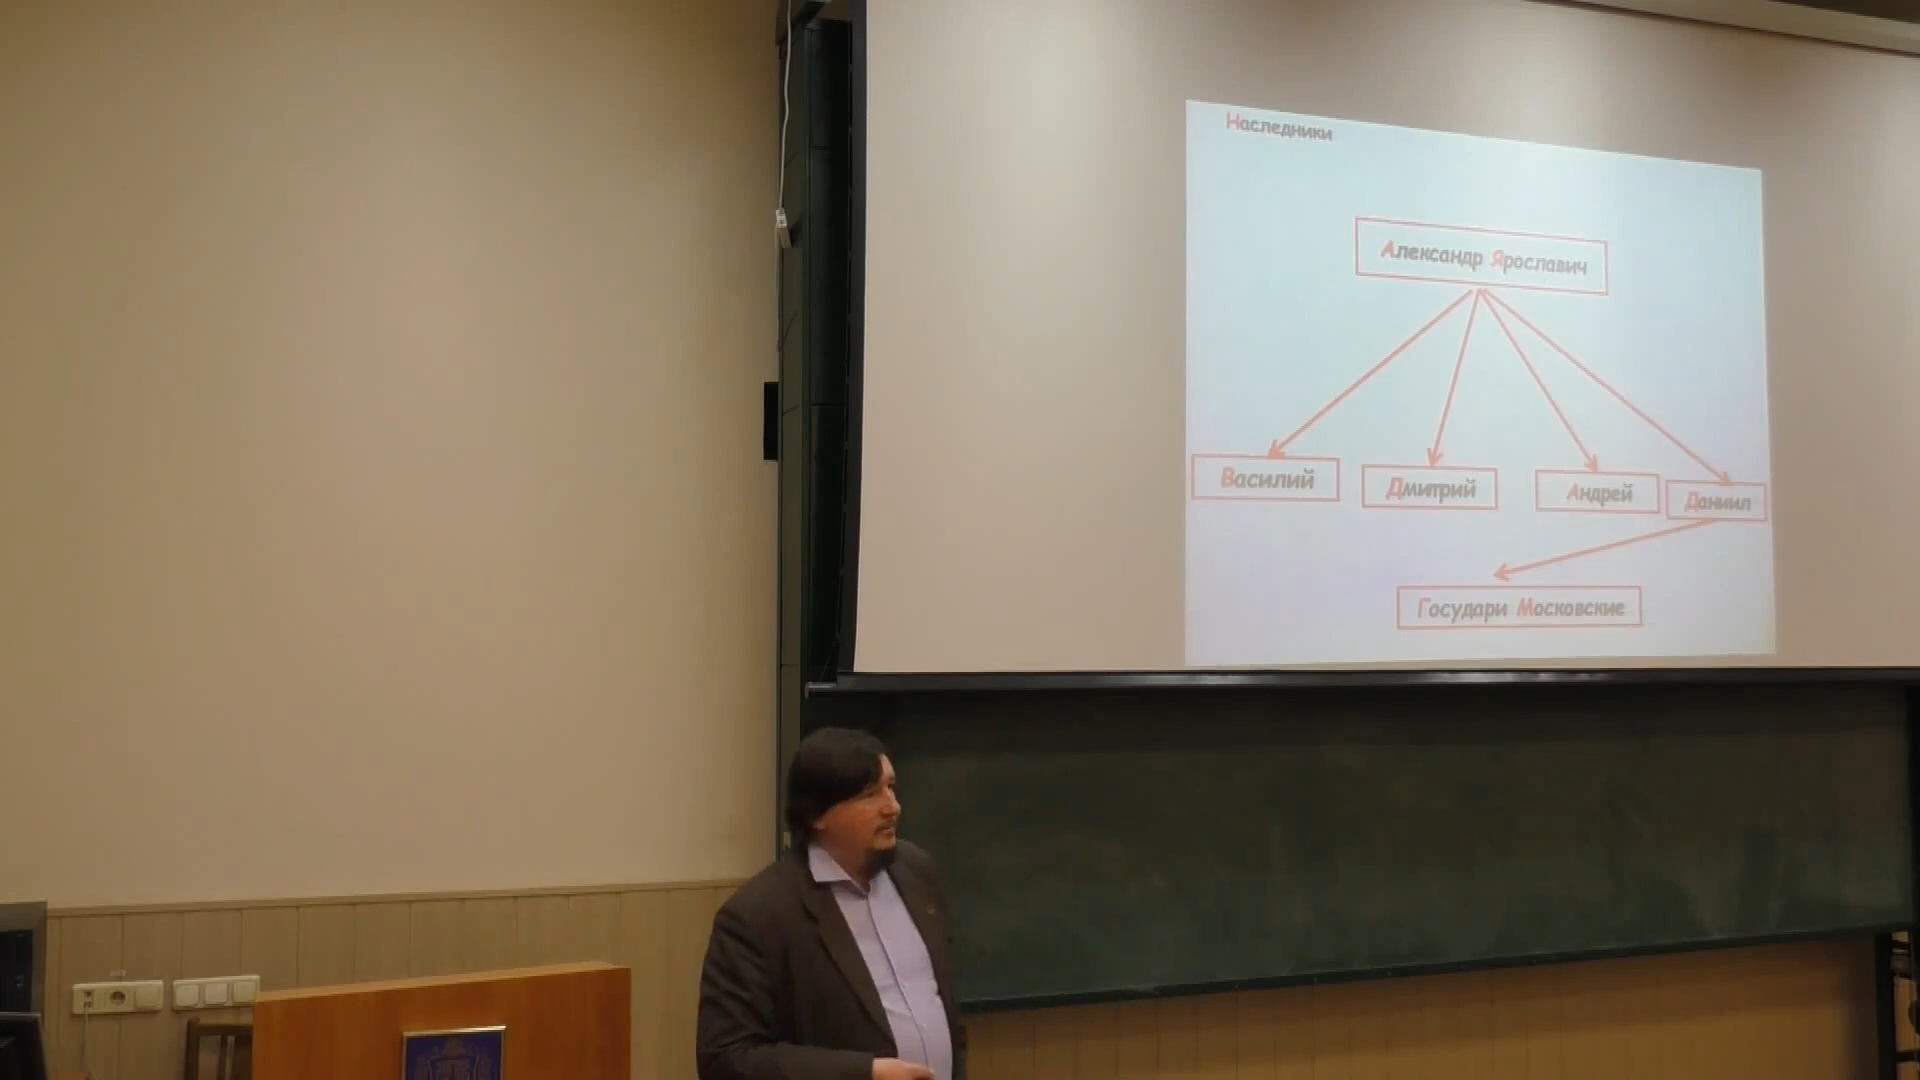 Наследники
Александр Ярославич
Василий
Дмитрий
Андрей
Даниил
Государи Московские